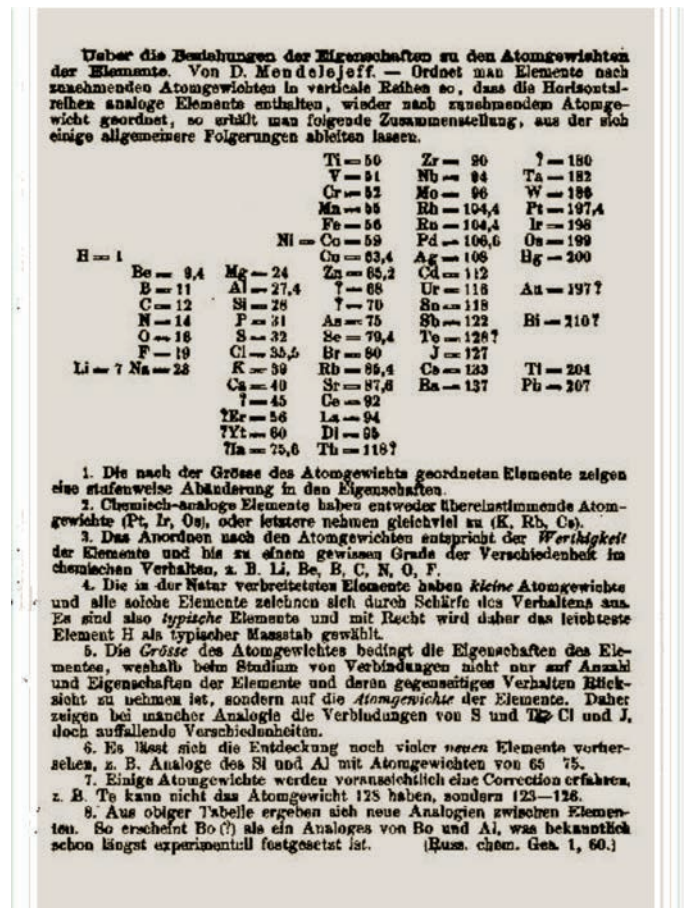 Ueber die Beziehungen der Eigenschaften zu den Atomgewichten
der Elemente. Von D. Mendelejeff. — Ordnet man Elemente nach
zunehmenden Atomgewichten in verticale Reihen so, dass die Horizontal-
reihen analoge Elemente enthalten, wieder nach zunehmendem Atomge-
wicht geordnet, so erhält man folgende Zusammenstellung, aus der sich
einige allgemeinere Folgerungen ableiten lassen.
Ti = 50 Zr = 90 ? = 180
V = 51 Nb = 94 Ta = 182
Cr = 52 Mo = 96 W = 186
Mn = 55 Rh = 104,4 Pt = 197,4
Fe = 56 Ru = 104,4 Ir = 198
Ni = Co = 59 Pd = 106,6 Os = 199
H = 1 Cu = 63,4 Ag = 108 Hg = 200
Be = 9,4 Mg = 24 Zn = 65,2 Cd = 112
B = 11 Al = 27,4 ? = 68 Ur = 116 Au = 197?
C = 12 Si = 28 ? = 70 Sn = 118
N = 14 P = 31 As = 75 Sb = 122 Bi = 210?
O = 16 S = 32 Se = 79,4 Te = 128?
F = 19 Cl = 35,5 Br = 80 J = 127
Li = 7 Na = 23 K = 39 Rb = 85,4 Cs = 133 Tl = 204
Ca = 40 Sr = 87,6 Ba = 137 Pb = 207
? = 45 Ce = 92
?Er = 56 La = 94
?Yt = 60 Di = 95
?In = 75,6 Th = 118?
1. Die nach der Grösse des Atomgewichts geordneten Elemente zeigen
eine stufenweise Abänderung in den Eigenschaften.
2. Chemisch-analoge Elemente haben entweder übereinstimmende Atom-
gewichte (Pt, Ir, Os), oder letztere nehmen gleichviel zu (K, Rb, Cs).
3. Das Anordnen nach den Atomgewichten entspricht der Werthigkeit
der Elemente und bis zu einem gewissen Grade der Verschiedenheit im
chemischen Verhalten, z. B. Li, Be, B, C, N, O, F.
4. Die in der Natur verbreitetsten Elemente haben kleine Atomgewichte
und alle solche Elemente zeichnen sich durch Schärfe des Verhaltens aus.
Es sind also typische Elemente und mit Recht wird daher das leichteste
Element H als typischer Massstab gewählt.
5. Die Grösse des Atomgewichtes bedingt die Eigenschaften des Ele-
mentes, weshalb beim Studium von Verbindungen nicht nur auf Anzahl
und Eigenschaften der Elemente und deren gegenseitiges Verhalten Rück-
sicht zu nehmen ist, sondern auf die Atomgewichte der Elemente. Daher
zeigen bei mancher Analogie die Verbindungen von S und Cl und J,
doch auffallende Verschiedenheiten.
6. Es lässt sich die Entdeckung noch vieler neuen Elemente vorher-
sehen, z. B. Analoge des Si und Al mit Atomgewichten von 65 75.
7. Einige Atomgewichte werden voraussichtlich eine Correction erfahren,
z. B. Te kann nicht das Atomgewicht 128 haben, sondern 123—126.
8. Aus obiger Tabelle ergeben sich neue Analogien zwischen Elemen-
ten. So erscheint Bo (?) als ein Analoges von Bo und Al, was bekanntlich
schon längst experimentell festgesetzt ist. (Russ. chem. Ges. 1, 60.)